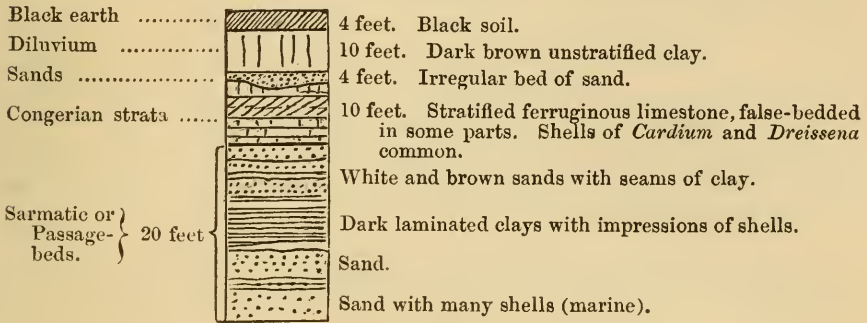 Black earth ........... 4 feet. Black soil.
Diluvium .............. 10 feet. Dark brown unstratified clay.
Sands .................... 4 feet. Irregular bed of sand.
Congerian strata ...... 10 feet. Stratified ferruginous limestone, false-bedded
in some parts. Shells of Cardium and Dreissena
common.
White and brown sands with seams of clay.
Sarmatic or
Passage-
beds.
20 feet
Dark laminated clays with impressions of shells.
Sand.
Sand with many shells (marine).